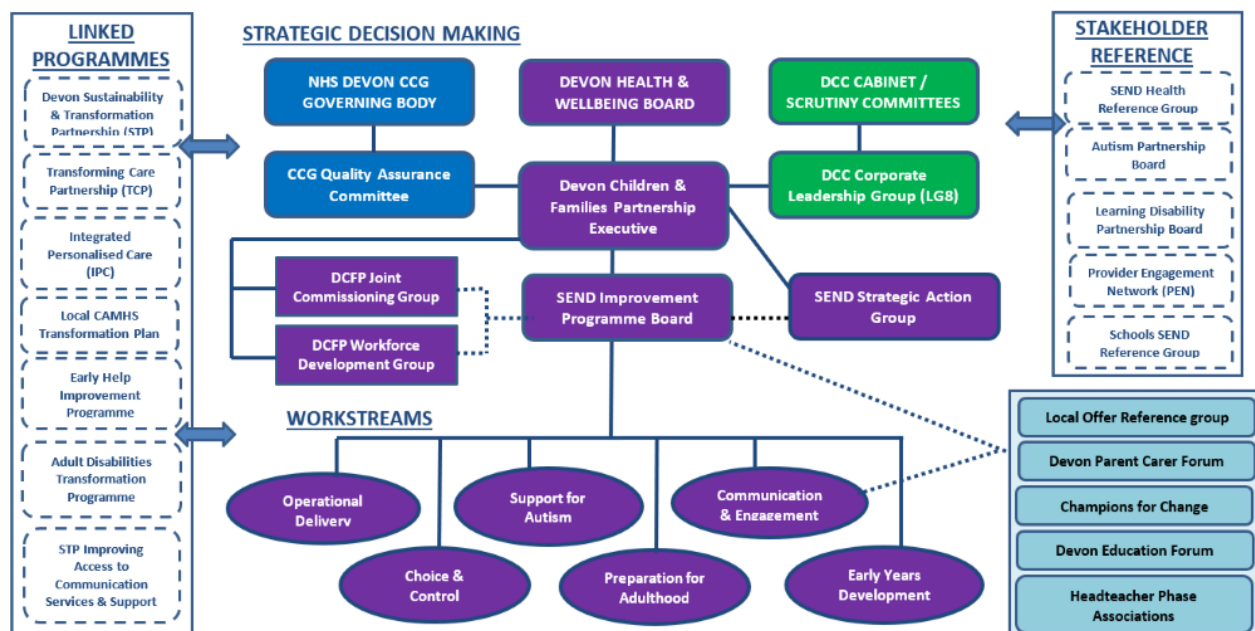 LINKED
PROGRAMMES
Devon Sustainability
& Transformation
Partnership (STP)
Transforming Care
Partnership (TCP)
Integrated
Personalised Care
(IPC)
Local CAMHS
Transformation Plan
Early Help
Improvement
Programme
Adult Disabilities
Transformation
Programme
STP Improving
Access to
Communication
Services & Support
STRATEGIC DECISION MAKING
NHS DEVON CCG
GOVERNING BODY
DEVON HEALTH &
WELLBEING BOARD
DCC CABINET /
SCRUTINY COMMITTEES
CCG Quality Assurance
Committee
Devon Children &
Families Partnership
Executive
DCC Corporate
Leadership Group (LG8)
DCFP Joint
Commissioning Group
DCFP Workforce
Development Group
SEND Improvement
Programme Board
SEND Strategic Action
Group
WORKSTREAMS
Operational
Delivery
Support for
Autism
Communication
& Engagement
Choice &
Control
Preparation for
Adulthood
Early Years
Development
STAKEHOLDER
REFERENCE
SEND Health
Reference Group
Autism Partnership
Board
Learning Disability
Partnership Board
Provider Engagement
Network (PEN)
Schools SEND
Reference Group
Local Offer Reference group
Devon Parent Carer Forum
Champions for Change
Devon Education Forum
Headteacher Phase
Associations